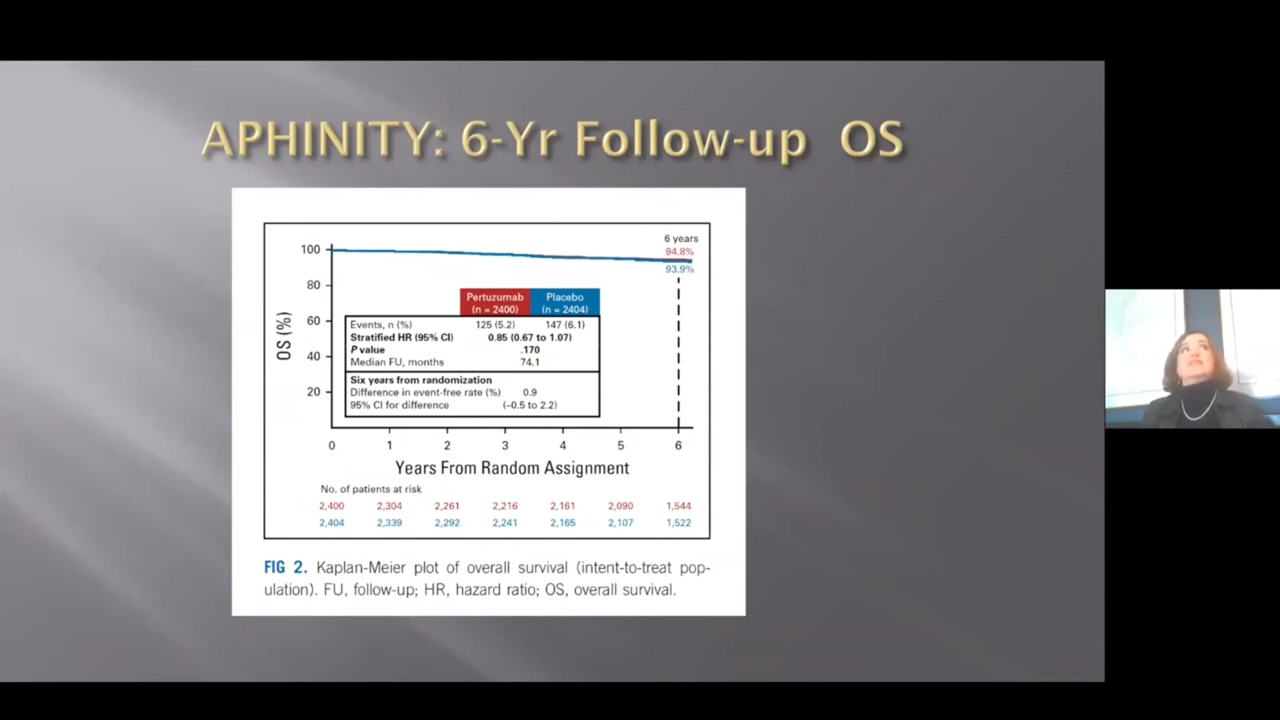 APHINITY: 6-Yr Follow-up OS
6 years
94.8%
93.9%
100
80
60
40
20
OS (%)
Pertuzumab Placebo
(n = 2400) (n = 2404)
Events, n (%) 125 (5.2) 147 (6.1)
Stratified HR (95% CI) 0.85 (0.67 to 1.07)
P value .170
Median FU, months 74.1
Six years from randomization
Difference in event-free rate (%) 0.9
95% CI for difference (–0.5 to 2.2)
0 1 2 3 4 5 6
Years From Random Assignment
No. of patients at risk
2,400 2,304 2,261 2,216 2,161 2,090 1,544
2,404 2,339 2,292 2,241 2,165 2,107 1,522
FIG 2. Kaplan-Meier plot of overall survival (intent-to-treat pop-
ulation). FU, follow-up; HR, hazard ratio; OS, overall survival.